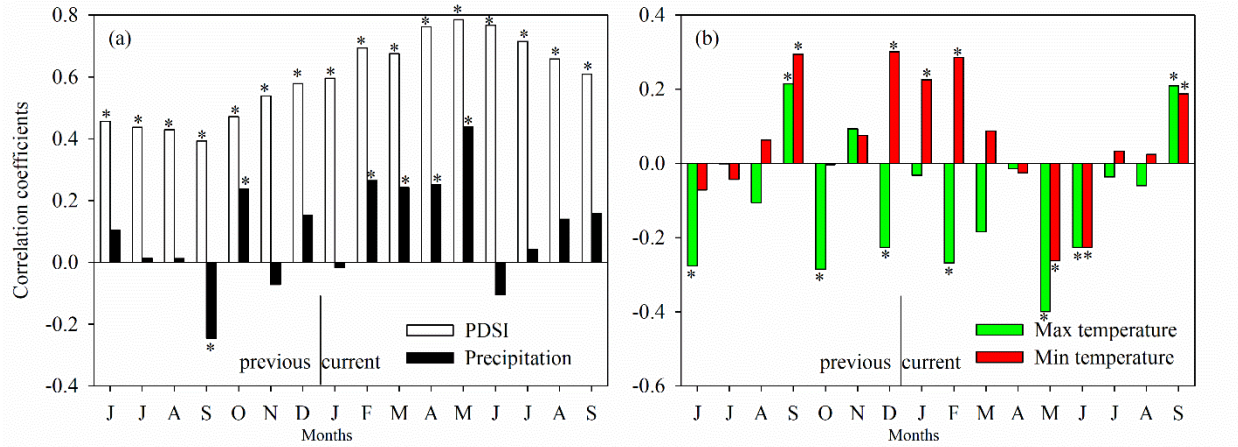 (a)
Correlation coefficients
0.8
0.6
0.4
0.2
0.0
-0.2
-0.4
* * * * * * * * * * * * * * * *
* * * * * *
*
PDSI
Precipitation
previous current
J J A S O N D J F M A M J J A S
Months
(b)
0.4
0.2
0.0
-0.2
-0.4
-0.6
* * * * * * *
* * * * * * * *
Max temperature
Min temperature
previous current
J J A S O N D J F M A M J J A S
Months